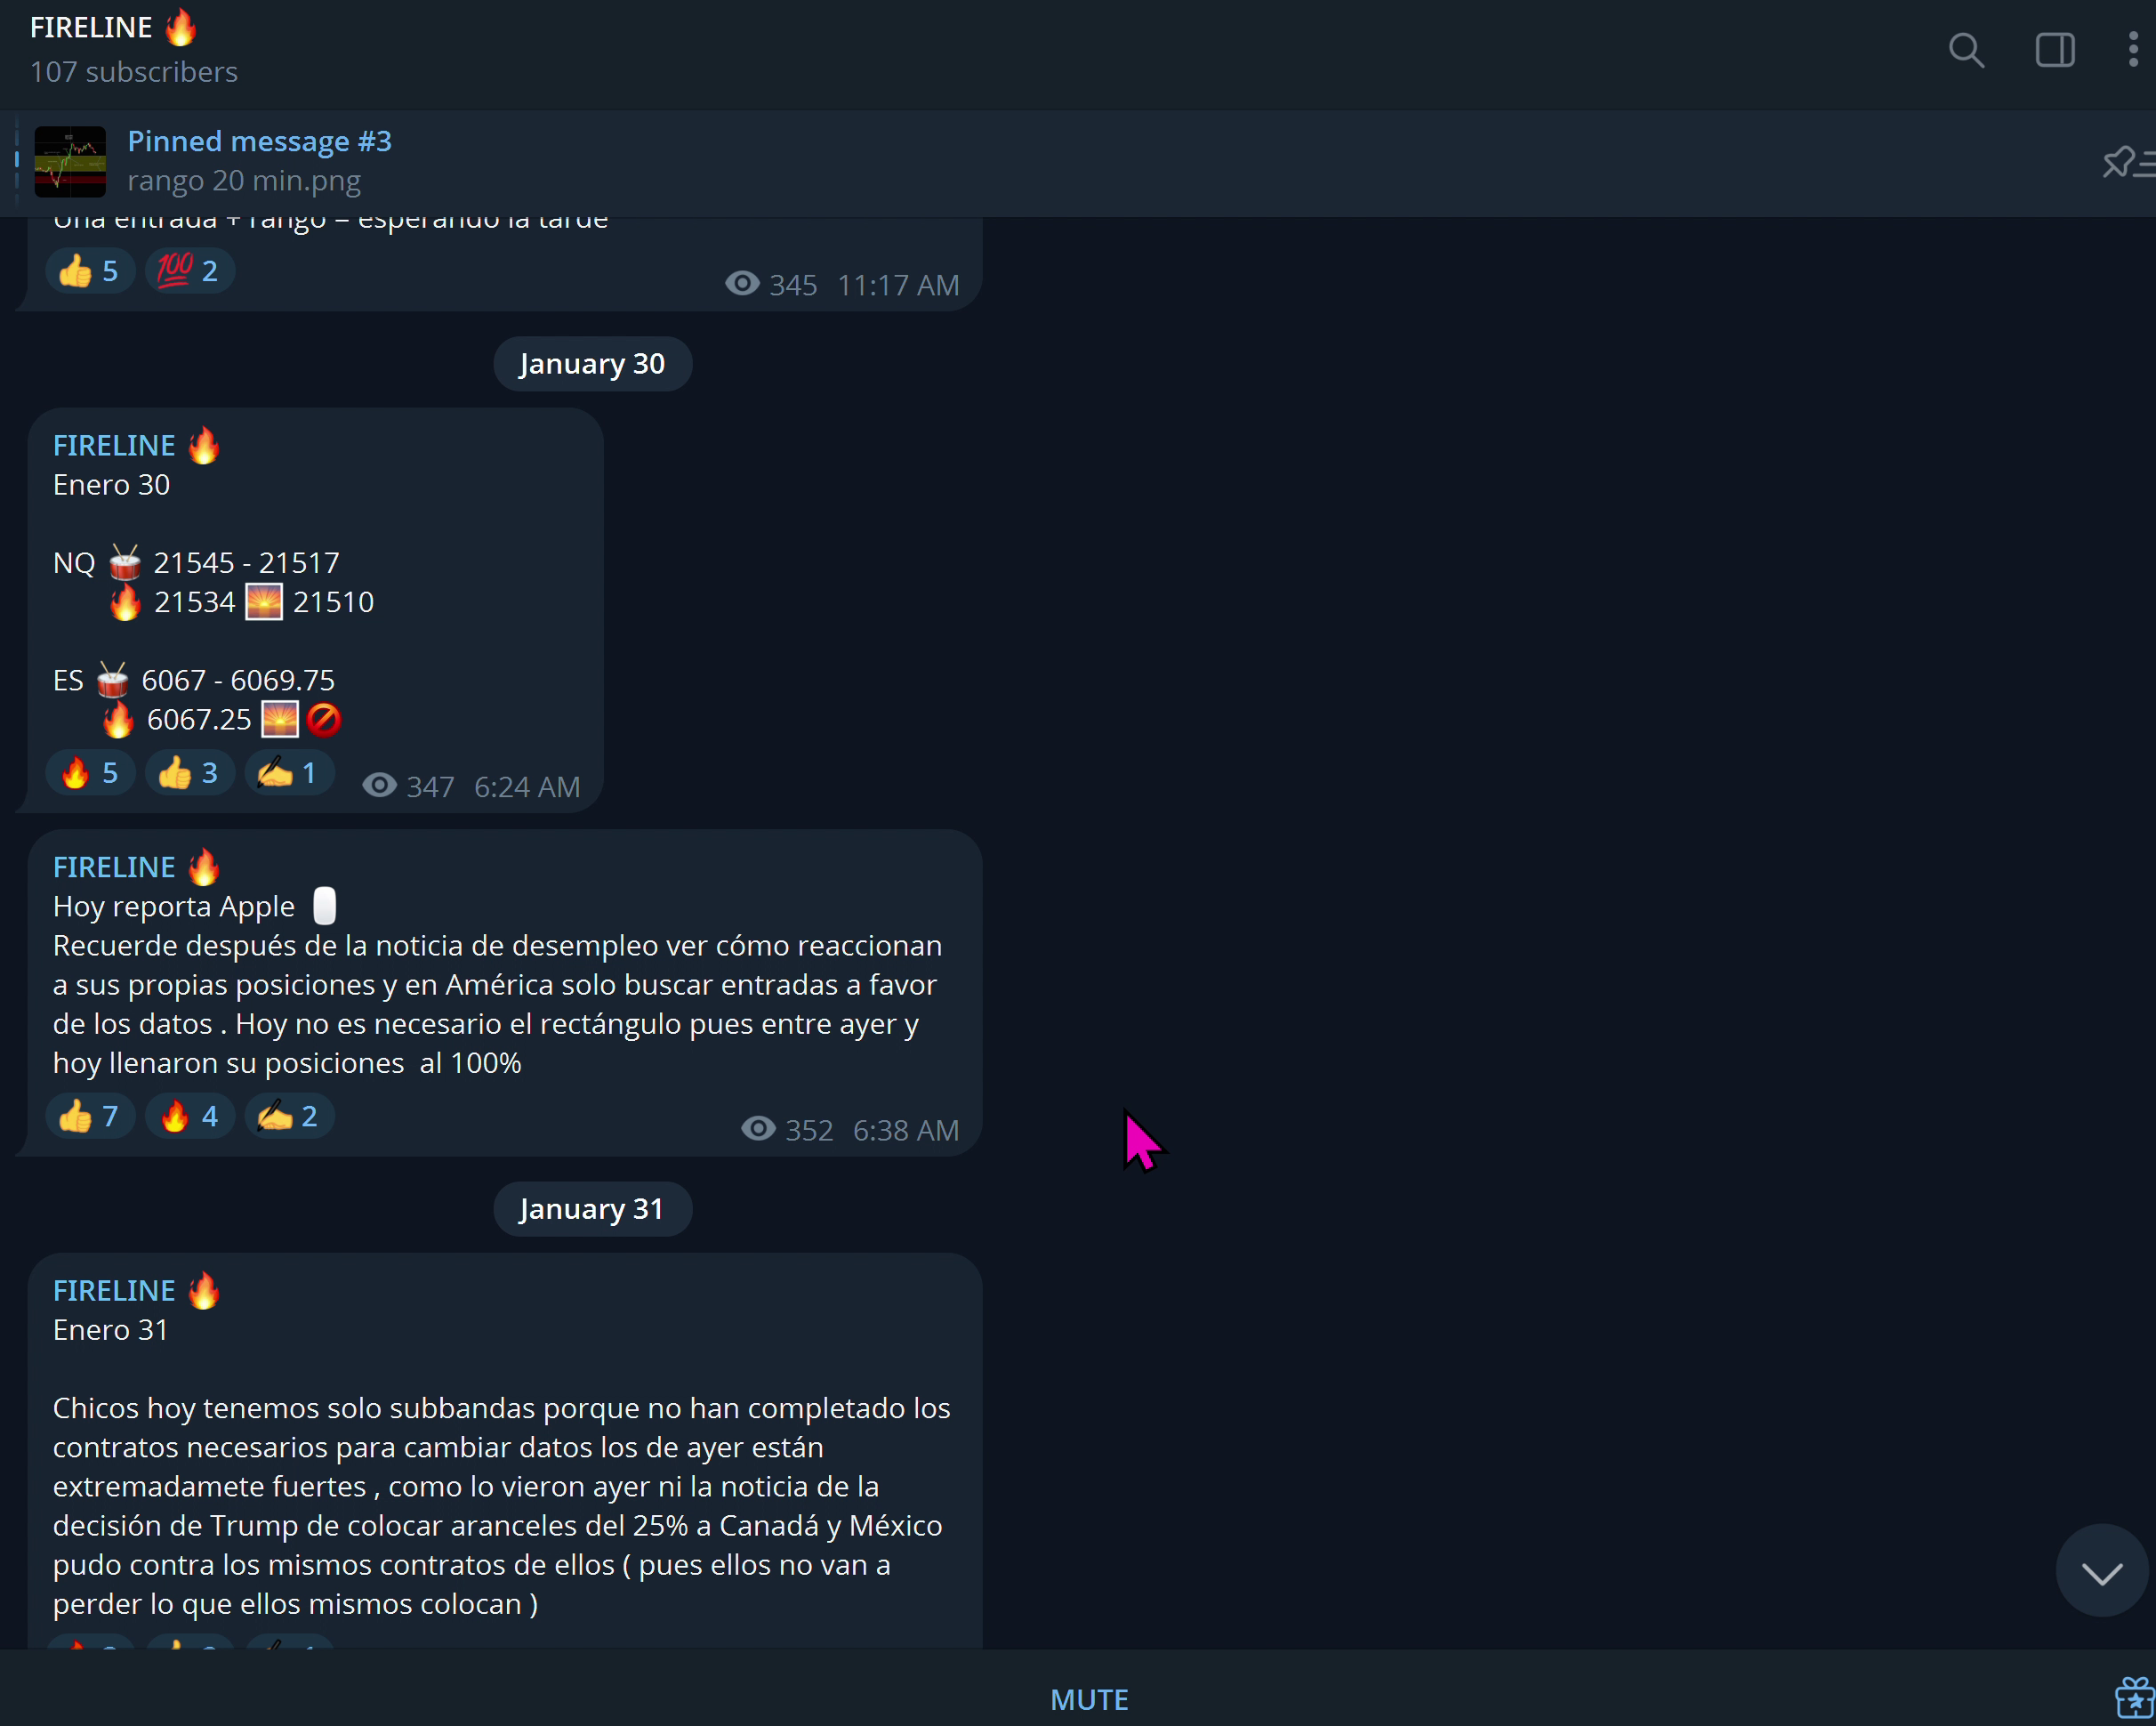 FIRELINE 🔥
107 subscribers
Pinned message #3
rango 20 min.png
Una entrada + rango = esperando la tarde
👍 5 💯 2 345 11:17 AM
January 30
FIRELINE 🔥
Enero 30
NQ 🥁 21545 - 21517
🔥 21534 🌅 21510
ES 🥁 6067 - 6069.75
🔥 6067.25 🌅 🚫
🔥 5 👍 3 ✍️ 1 347 6:24 AM
FIRELINE 🔥
Hoy reporta Apple
Recuerde después de la noticia de desempleo ver cómo reaccionan
a sus propias posiciones y en América solo buscar entradas a favor
de los datos . Hoy no es necesario el rectángulo pues entre ayer y
hoy llenaron su posiciones  al 100%
👍 7 🔥 4 ✍️ 2 352 6:38 AM
January 31
FIRELINE 🔥
Enero 31
Chicos hoy tenemos solo subbandas porque no han completado los
contratos necesarios para cambiar datos los de ayer están
extremadamete fuertes , como lo vieron ayer ni la noticia de la
decisión de Trump de colocar aranceles del 25% a Canadá y México
pudo contra los mismos contratos de ellos ( pues ellos no van a
perder lo que ellos mismos colocan )
MUTE